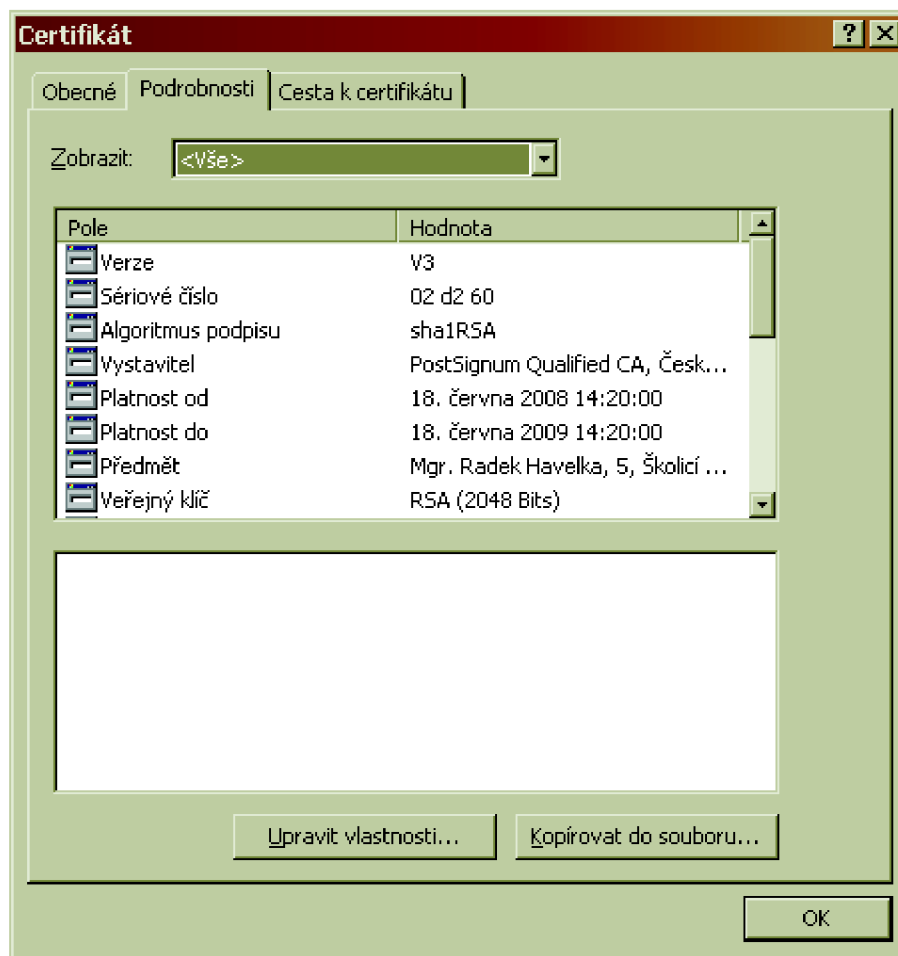 Certifikát
Obecné Podrobnosti Cesta k certifikátu
Zobrazit: <Vše>
Pole Hodnota
Verze V3
Sériové číslo 02 d2 60
Algoritmus podpisu sha1RSA
Vystavitel PostSignum Qualified CA, Česk...
Platnost od 18. června 2008 14:20:00
Platnost do 18. června 2009 14:20:00
Předmět Mgr. Radek Havelka, 5, Školicí ...
Veřejný klíč RSA (2048 Bits)
Upravit vlastnosti... Kopírovat do souboru...
OK